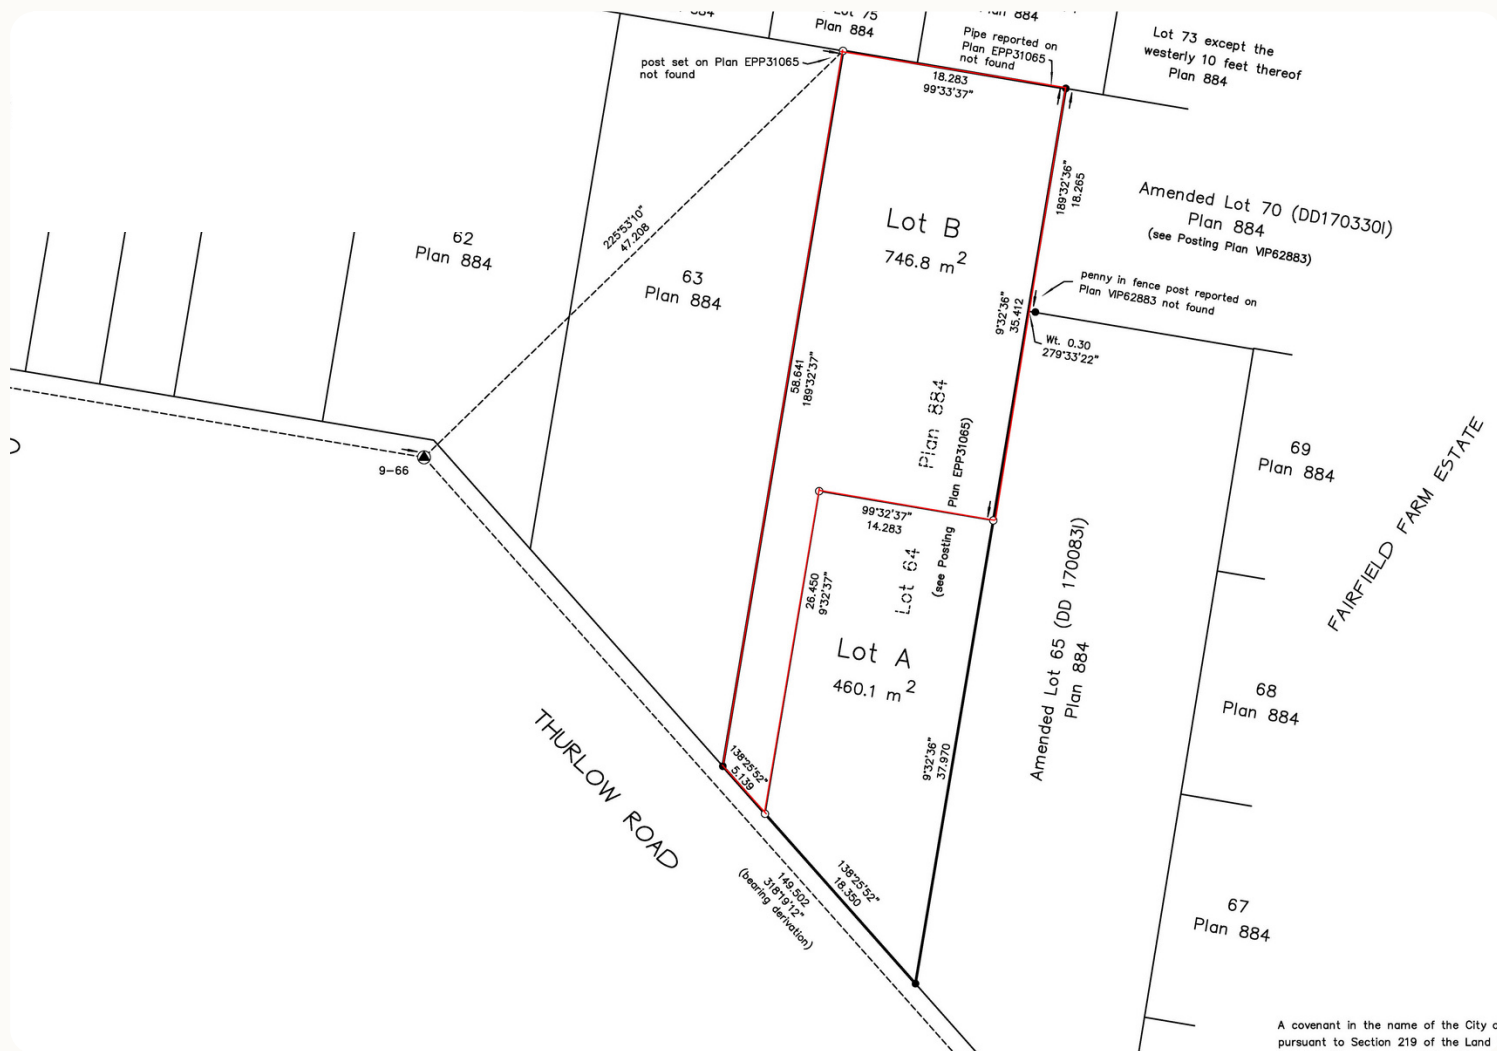 Plan 884
Pipe reported on
Plan EPP31065
not found
Lot 73 except the
westerly 10 feet thereof
Plan 884
post set on Plan EPP31065
not found
18.283
99°33'37"
189°32'36"
18.265
Amended Lot 70 (DD170330I)
Plan 884
(see Posting Plan VIP62883)
Lot B
746.8 m2
225°53'10"
47.208
62
Plan 884
63
Plan 884
penny in fence post reported on
Plan VIP62883 not found
9°32'36"
35.412
Wt. 0.30
279°33'22"
58.641
189°32'37"
Plan 884
(see Posting Plan EPP31065)
Lot 64
69
Plan 884
9-66
99°32'37"
14.283
26.450
9°32'37"
FAIRFIELD FARM ESTATE
Lot A
460.1 m2
Amended Lot 65 (DD 170083I)
Plan 884
68
Plan 884
THURLOW ROAD
138°25'52"
5.139
9°32'36"
37.970
138°25'52"
18.350
149.502
318°19'12"
(bearing derivation)
67
Plan 884
A covenant in the name of the City
pursuant to Section 219 of the Land